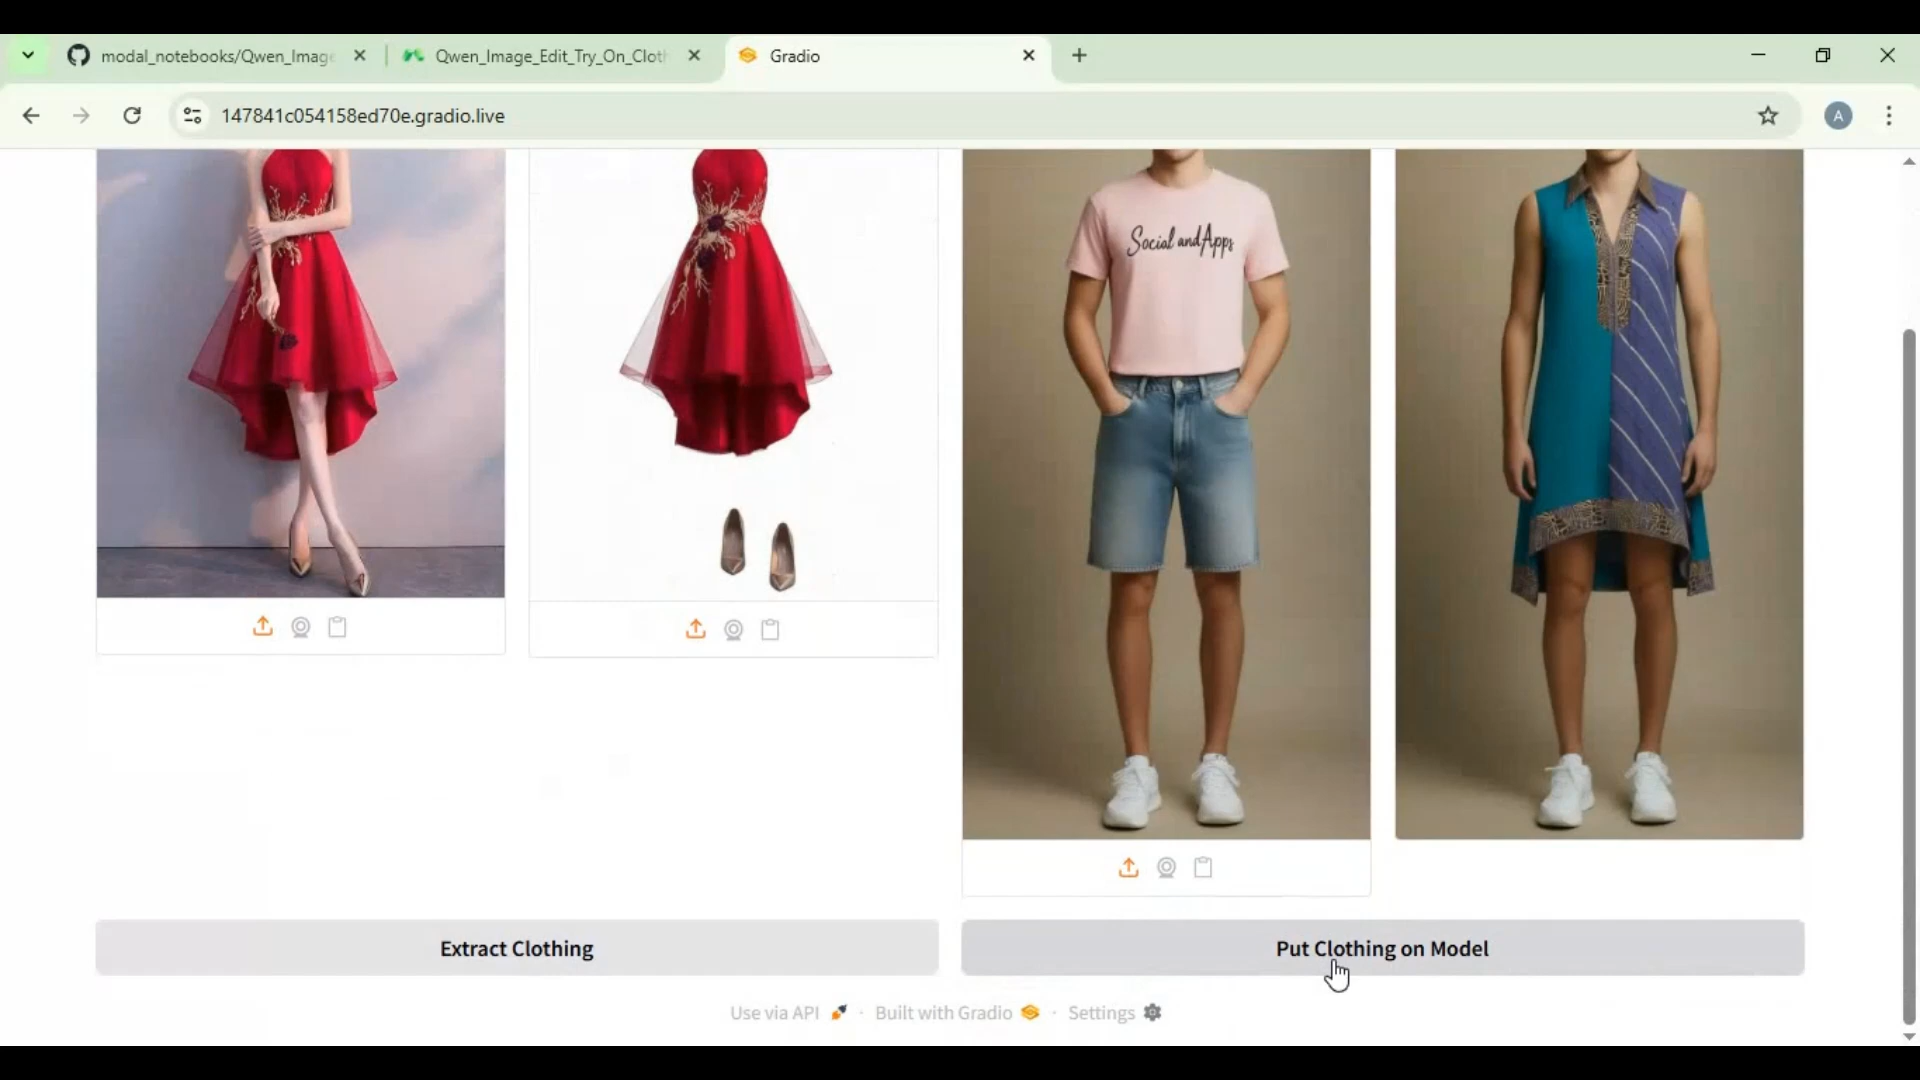 modal_notebooks/Qwen_Image
Qwen_Image_Edit_Try_On_Cloth
Gradio
147841c054158ed70e.gradio.live
A
Social and Apps
Extract Clothing
Put Clothing on Model
Use via API · Built with Gradio · Settings